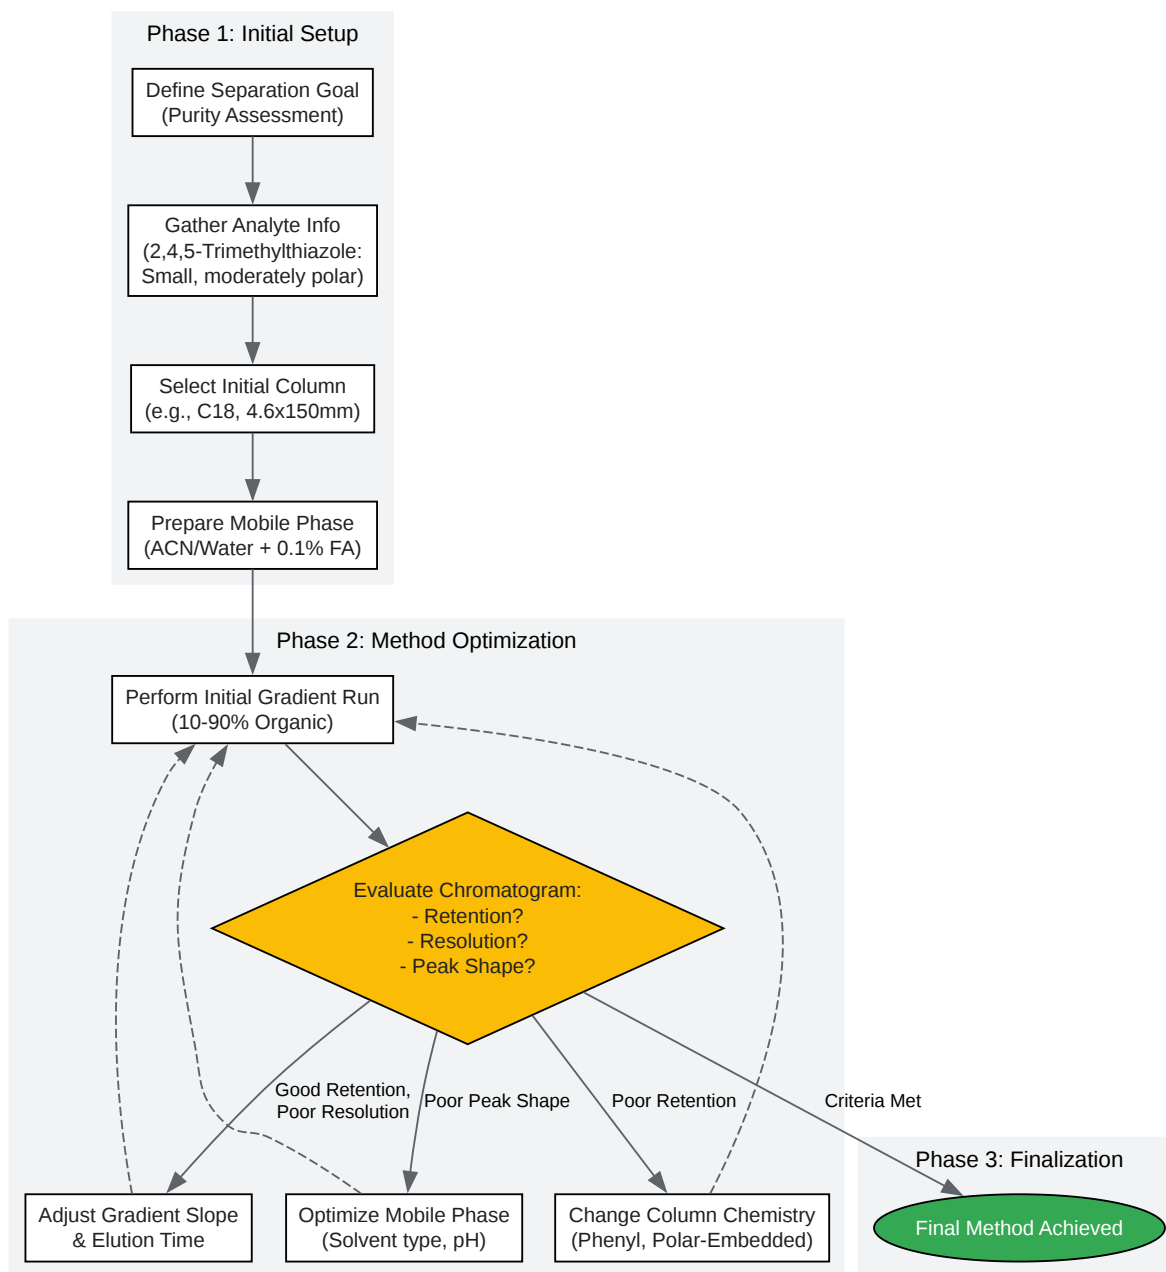 Phase 1: Initial Setup
Define Separation Goal
(Purity Assessment)
Gather Analyte Info
(2,4,5-Trimethylthiazole:
Small, moderately polar)
Select Initial Column
(e.g., C18, 4.6x150mm)
Prepare Mobile Phase
(ACN/Water + 0.1% FA)
Phase 2: Method Optimization
Perform Initial Gradient Run
(10-90% Organic)
Evaluate Chromatogram:
- Retention?
- Resolution?
- Peak Shape?
Good Retention,
Poor Resolution
Poor Peak Shape
Poor Retention
Criteria Met
Adjust Gradient Slope
& Elution Time
Optimize Mobile Phase
(Solvent type, pH)
Change Column Chemistry
(Phenyl, Polar-Embedded)
Phase 3: Finalization
Final Method Achieved